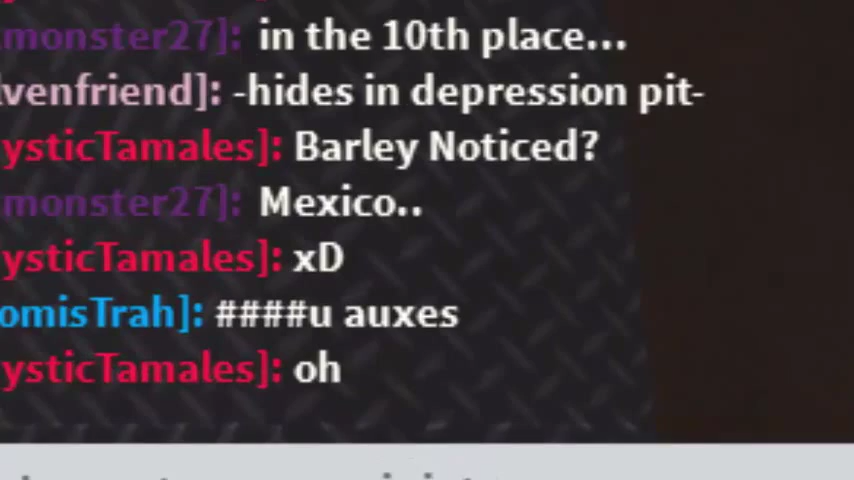 monster27]: in the 10th place...
lvenfriend]: -hides in depression pit-
ysticTamales]: Barley Noticed?
monster27]: Mexico..
ysticTamales]: xD
omisTrah]: ####u auxes
ysticTamales]: oh